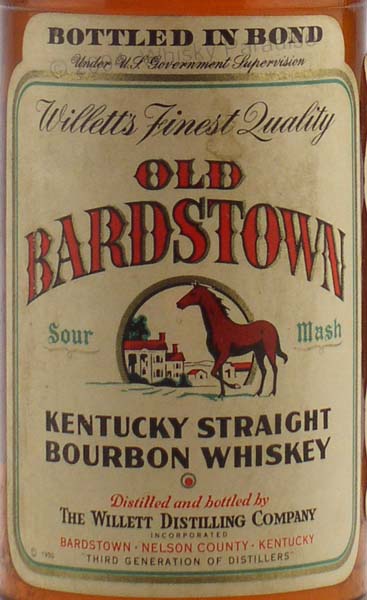 BOTTLED IN BOND
Under U.S. Government Supervision
Willett's Finest Quality
OLD
BARDSTOWN
Sour Mash
KENTUCKY STRAIGHT
BOURBON WHISKEY
Distilled and bottled by
THE WILLETT DISTILLING COMPANY
INCORPORATED
BARDSTOWN · NELSON COUNTY · KENTUCKY
"THIRD GENERATION OF DISTILLERS"